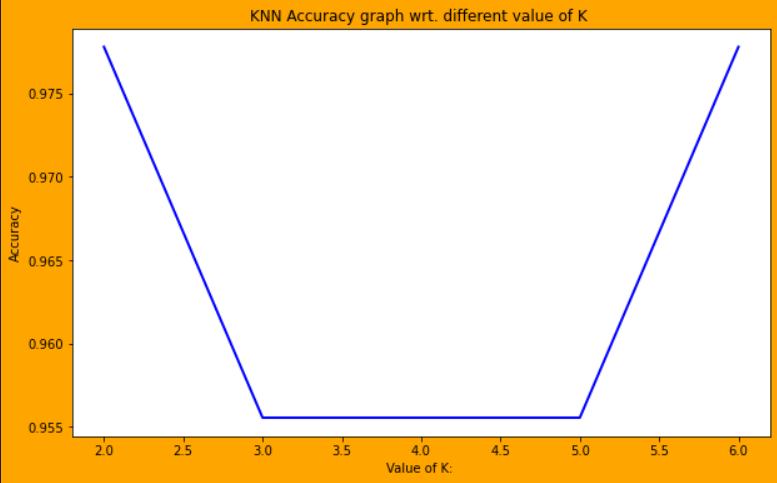 KNN Accuracy graph wrt. different value of K
0.975
0.970
0.965
0.960
0.955
Accuracy
2.0 2.5 3.0 3.5 4.0 4.5 5.0 5.5 6.0
Value of K: